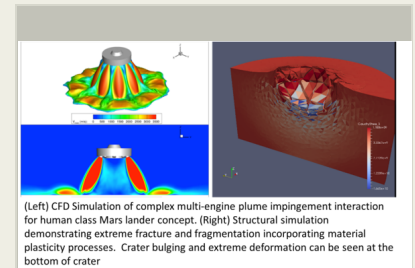 (Left) CFD Simulation of complex multi-engine plume impingement interaction
for human class Mars lander concept. (Right) Structural simulation
demonstrating extreme fracture and fragmentation incorporating material
plasticity processes.  Crater bulging and extreme deformation can be seen at the
bottom of crater